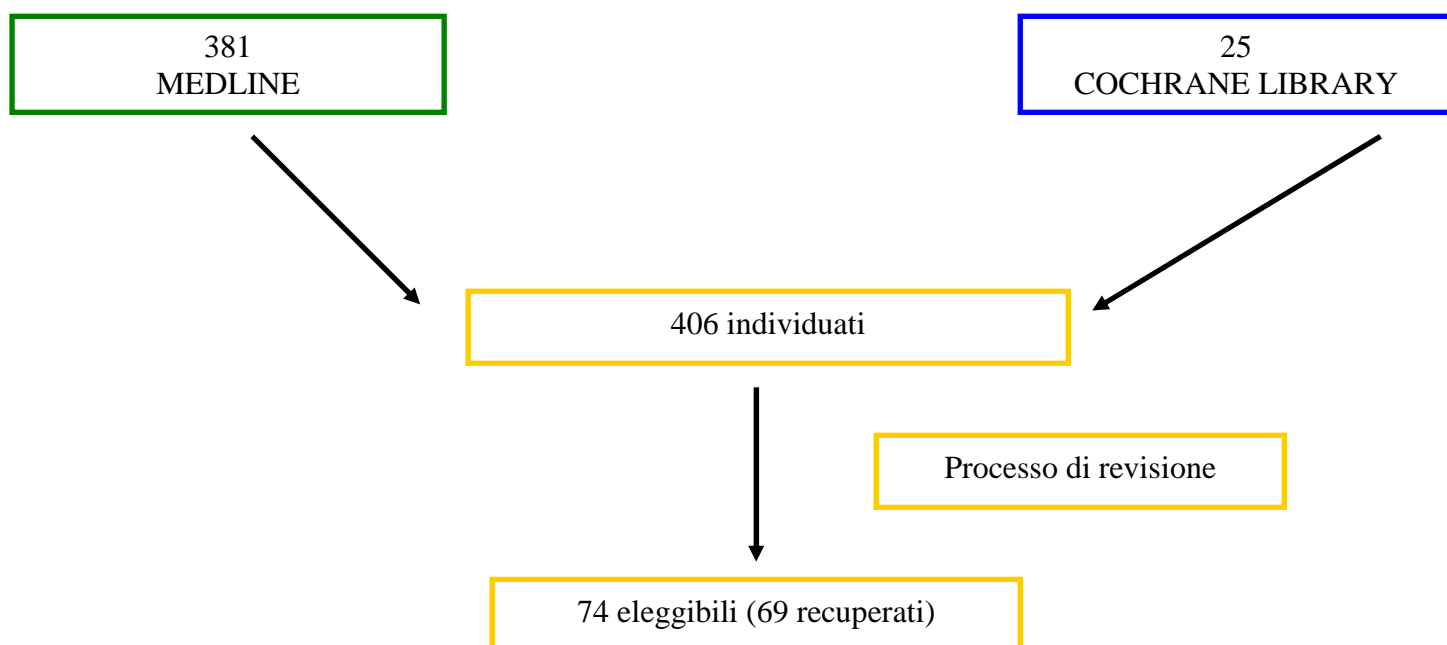 381
MEDLINE
25
COCHRANE LIBRARY
406 individuati
Processo di revisione
74 eleggibili (69 recuperati)